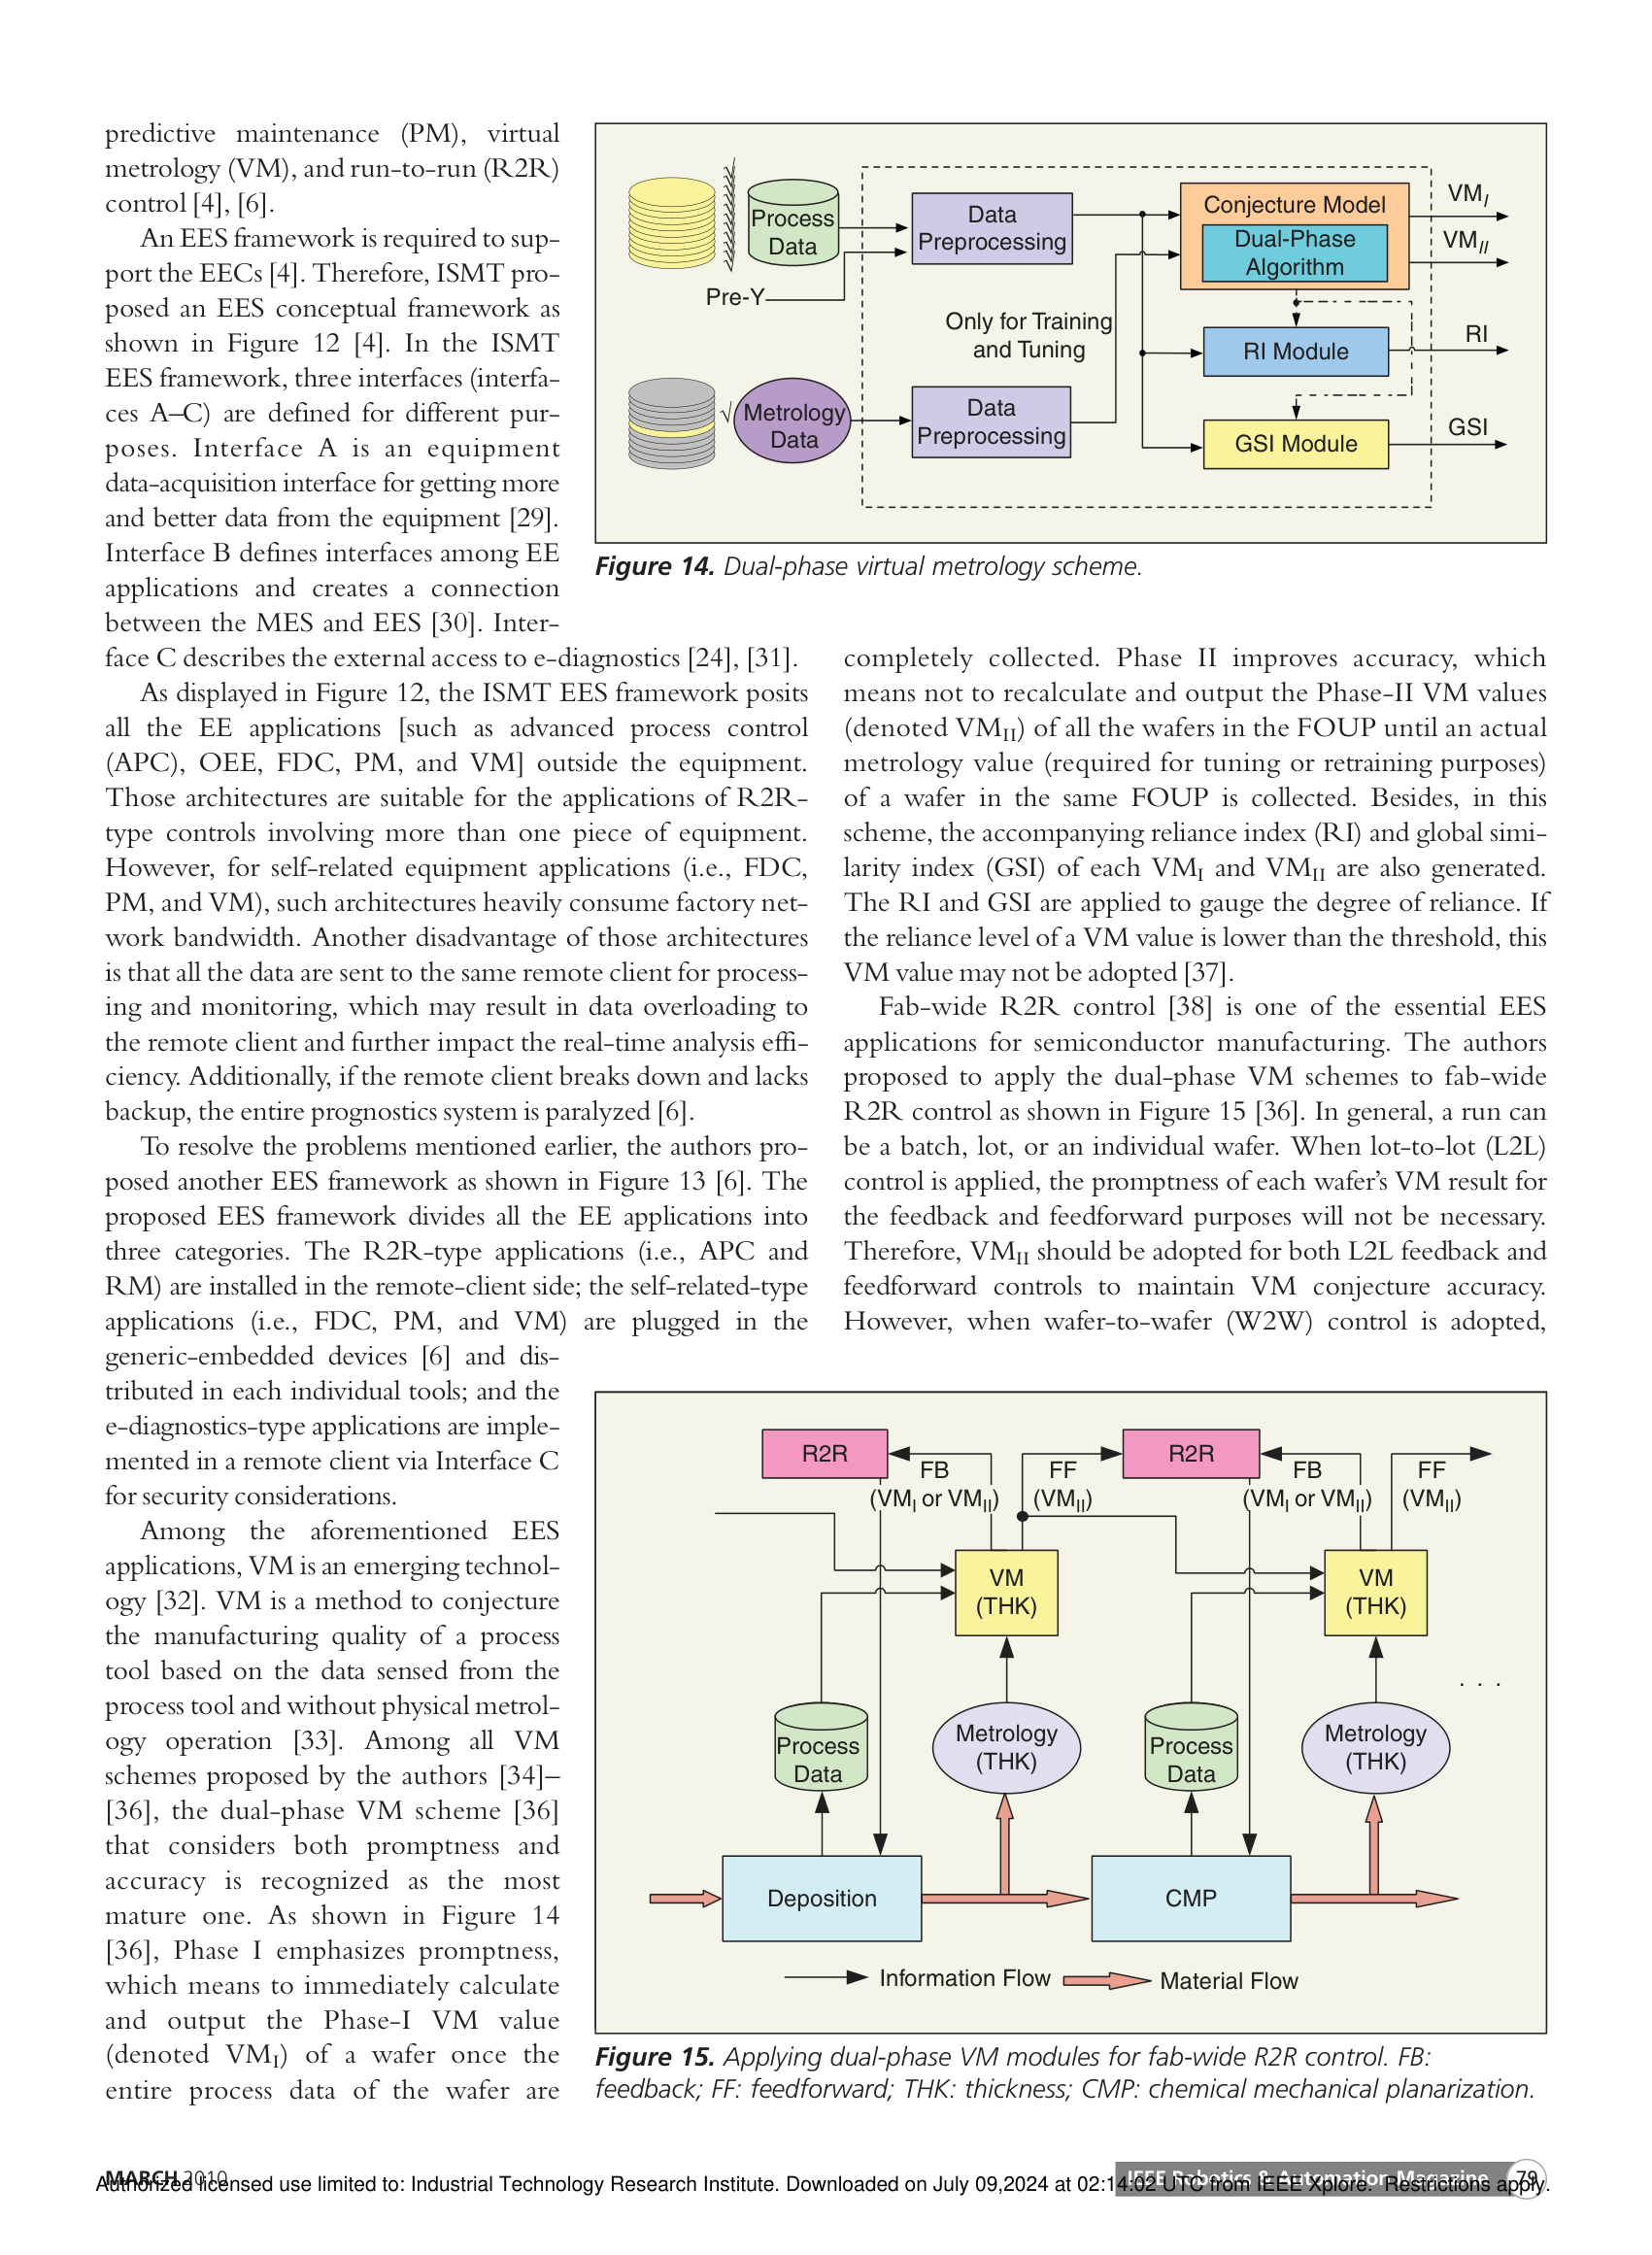 predictive maintenance (PM), virtual
metrology (VM), and run-to-run (R2R)
control [4], [6].
An EES framework is required to sup-
port the EECs [4]. Therefore, ISMT pro-
posed an EES conceptual framework as
shown in Figure 12 [4]. In the ISMT
EES framework, three interfaces (interfa-
ces A–C) are defined for different pur-
poses. Interface A is an equipment
data-acquisition interface for getting more
and better data from the equipment [29].
Interface B defines interfaces among EE
applications and creates a connection
between the MES and EES [30]. Inter-
face C describes the external access to e-diagnostics [24], [31].
As displayed in Figure 12, the ISMT EES framework posits
all the EE applications [such as advanced process control
(APC), OEE, FDC, PM, and VM] outside the equipment.
Those architectures are suitable for the applications of R2R-
type controls involving more than one piece of equipment.
However, for self-related equipment applications (i.e., FDC,
PM, and VM), such architectures heavily consume factory net-
work bandwidth. Another disadvantage of those architectures
is that all the data are sent to the same remote client for process-
ing and monitoring, which may result in data overloading to
the remote client and further impact the real-time analysis effi-
ciency. Additionally, if the remote client breaks down and lacks
backup, the entire prognostics system is paralyzed [6].
To resolve the problems mentioned earlier, the authors pro-
posed another EES framework as shown in Figure 13 [6]. The
proposed EES framework divides all the EE applications into
three categories. The R2R-type applications (i.e., APC and
RM) are installed in the remote-client side; the self-related-type
applications (i.e., FDC, PM, and VM) are plugged in the
generic-embedded devices [6] and dis-
tributed in each individual tools; and the
e-diagnostics-type applications are imple-
mented in a remote client via Interface C
for security considerations.
Among the aforementioned EES
applications, VM is an emerging technol-
ogy [32]. VM is a method to conjecture
the manufacturing quality of a process
tool based on the data sensed from the
process tool and without physical metrol-
ogy operation [33]. Among all VM
schemes proposed by the authors [34]–
[36], the dual-phase VM scheme [36]
that considers both promptness and
accuracy is recognized as the most
mature one. As shown in Figure 14
[36], Phase I emphasizes promptness,
which means to immediately calculate
and output the Phase-I VM value
(denoted VM_I) of a wafer once the
entire process data of the wafer are
Process
Data
Pre-Y
Metrology
Data
Data
Preprocessing
Only for Training
and Tuning
Data
Preprocessing
Conjecture Model
Dual-Phase
Algorithm
RI Module
GSI Module
VM_I
VM_II
RI
GSI
Figure 14. Dual-phase virtual metrology scheme.
completely collected. Phase II improves accuracy, which
means not to recalculate and output the Phase-II VM values
(denoted VM_II) of all the wafers in the FOUP until an actual
metrology value (required for tuning or retraining purposes)
of a wafer in the same FOUP is collected. Besides, in this
scheme, the accompanying reliance index (RI) and global simi-
larity index (GSI) of each VM_I and VM_II are also generated.
The RI and GSI are applied to gauge the degree of reliance. If
the reliance level of a VM value is lower than the threshold, this
VM value may not be adopted [37].
Fab-wide R2R control [38] is one of the essential EES
applications for semiconductor manufacturing. The authors
proposed to apply the dual-phase VM schemes to fab-wide
R2R control as shown in Figure 15 [36]. In general, a run can
be a batch, lot, or an individual wafer. When lot-to-lot (L2L)
control is applied, the promptness of each wafer's VM result for
the feedback and feedforward purposes will not be necessary.
Therefore, VM_II should be adopted for both L2L feedback and
feedforward controls to maintain VM conjecture accuracy.
However, when wafer-to-wafer (W2W) control is adopted,
R2R
FB
(VM_I or VM_II)
FF
(VM_II)
R2R
FB
(VM_I or VM_II)
FF
(VM_II)
VM
(THK)
VM
(THK)
. . .
Process
Data
Metrology
(THK)
Process
Data
Metrology
(THK)
Deposition
CMP
Information Flow
Material Flow
Figure 15. Applying dual-phase VM modules for fab-wide R2R control. FB:
feedback; FF: feedforward; THK: thickness; CMP: chemical mechanical planarization.
MARCH 2010
IEEE Robotics & Automation Magazine
79
Authorized licensed use limited to: Industrial Technology Research Institute. Downloaded on July 09,2024 at 02:14:02 UTC from IEEE Xplore. Restrictions apply.